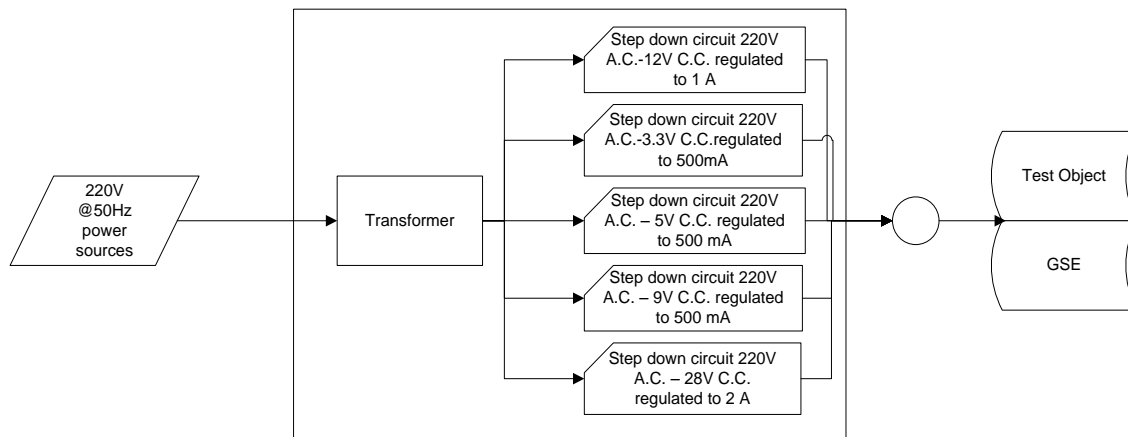 220V
@50Hz
power
sources
Transformer
Step down circuit 220V
A.C.-12V C.C. regulated
to 1 A
Step down circuit 220V
A.C.-3.3V C.C.regulated
to 500mA
Step down circuit 220V
A.C. – 5V C.C. regulated
to 500 mA
Step down circuit 220V
A.C. – 9V C.C. regulated
to 500 mA
Step down circuit 220V
A.C. – 28V C.C.
regulated to 2 A
Test Object
GSE